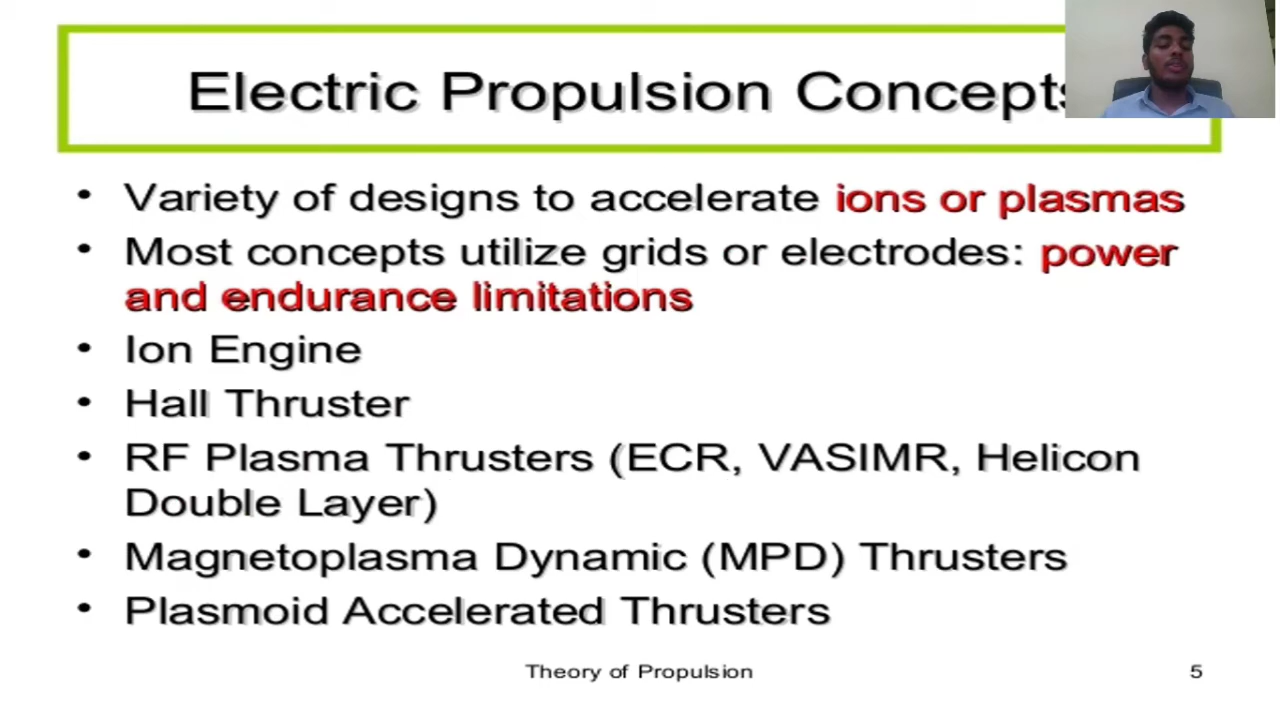 Electric Propulsion Concepts
• Variety of designs to accelerate ions or plasmas
• Most concepts utilize grids or electrodes: power
and endurance limitations
• Ion Engine
• Hall Thruster
• RF Plasma Thrusters (ECR, VASIMR, Helicon
Double Layer)
• Magnetoplasma Dynamic (MPD) Thrusters
• Plasmoid Accelerated Thrusters
Theory of Propulsion 5